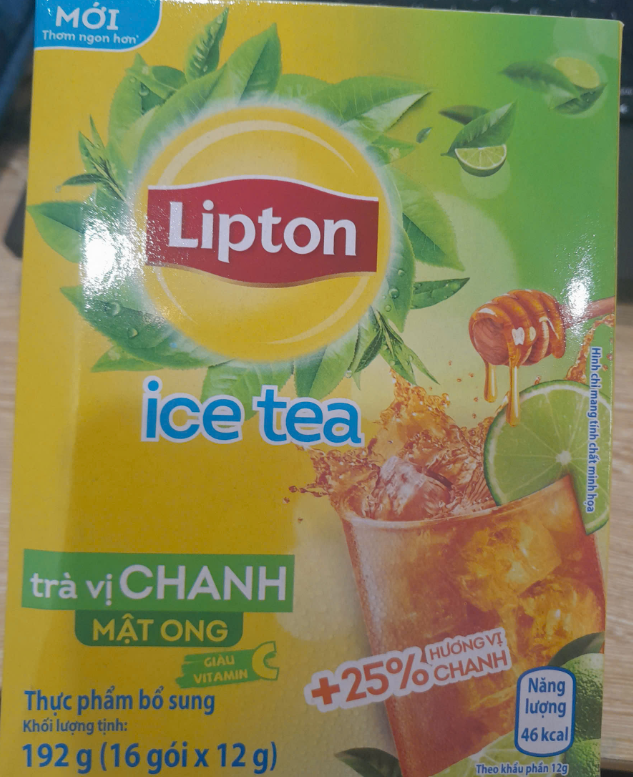 MỚI
Thơm ngon hơn*
Lipton
ice tea
Hình chỉ mang tính chất minh họa
trà vị CHANH
MẬT ONG
GIÀU
VITAMIN C
+25% HƯƠNG VỊ
CHANH
Thực phẩm bổ sung
Khối lượng tịnh:
192 g (16 gói x 12 g)
Năng
lượng
46 kcal
Theo khẩu phần 12g